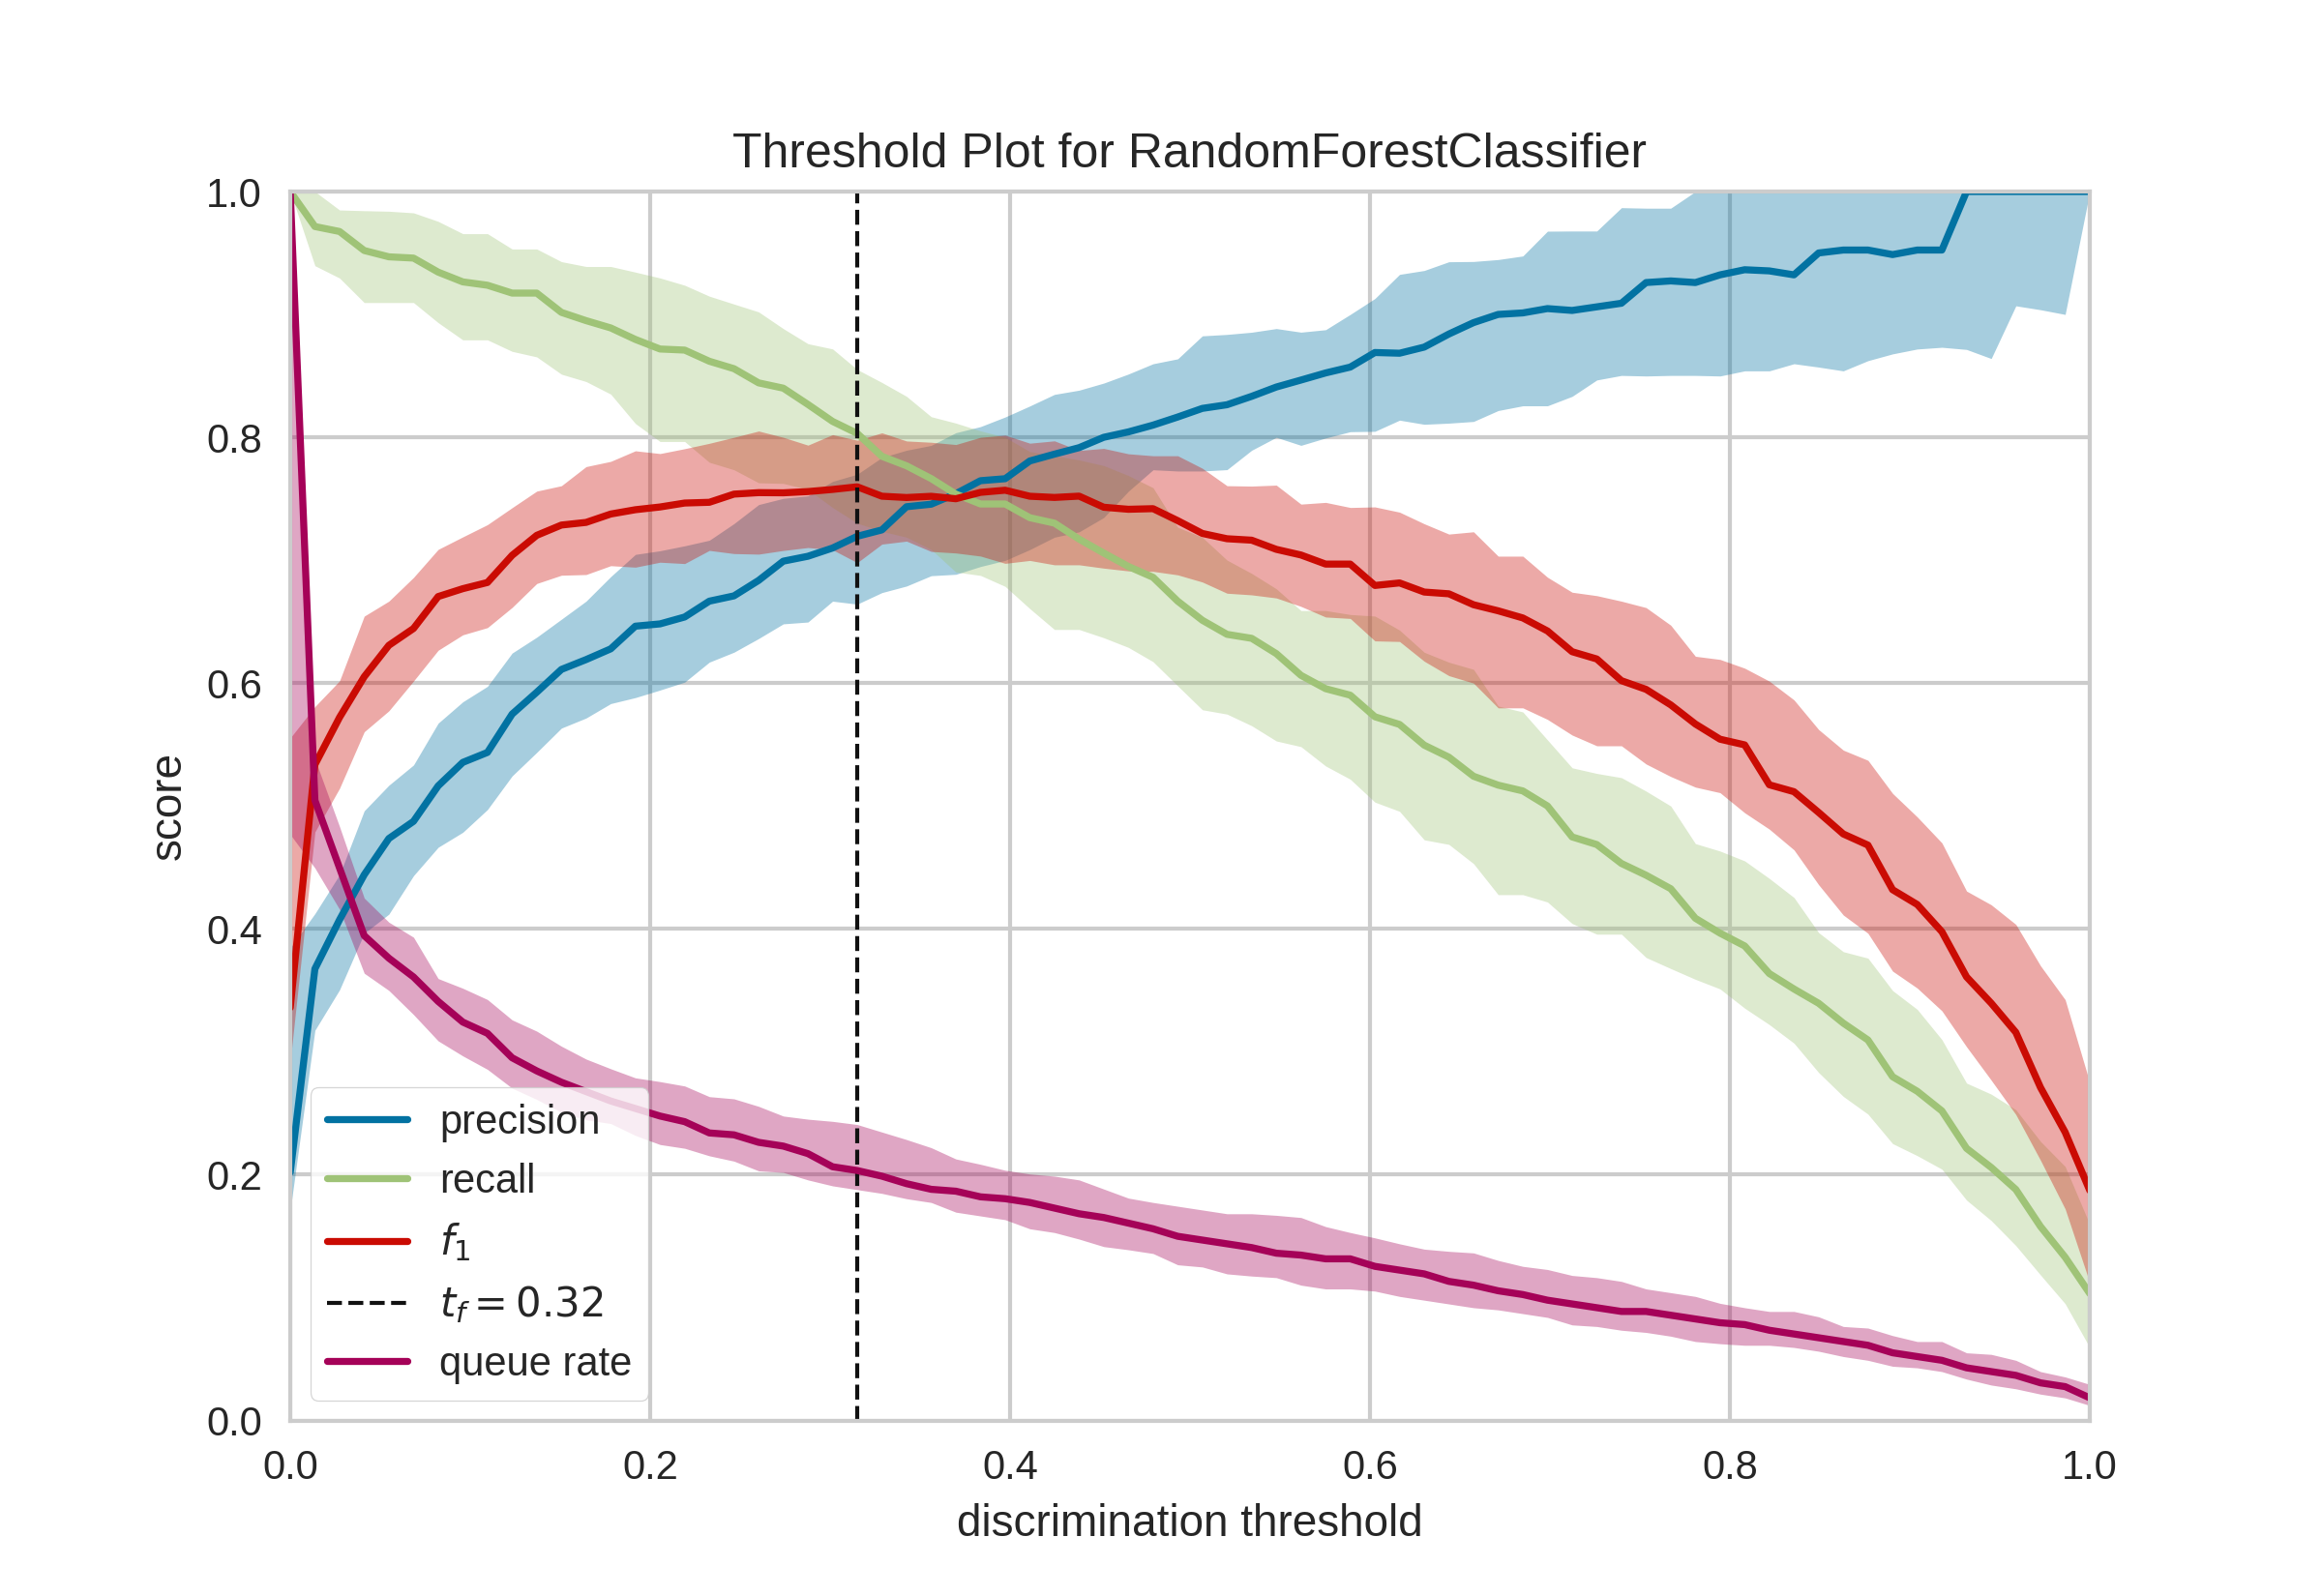 Threshold Plot for RandomForestClassifier
1.0
0.8
0.6
0.4
0.2
0.0
score
precision
recall
f₁
t_f = 0.32
queue rate
0.0 0.2 0.4 0.6 0.8 1.0
discrimination threshold